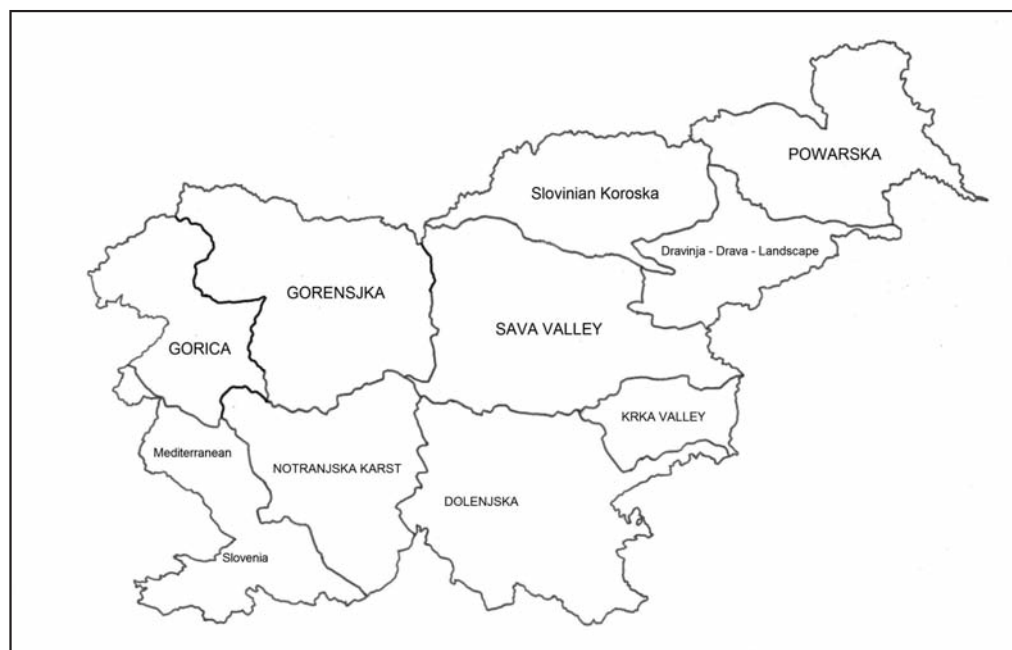 POWARSKA
Slovinian Koroska
Dravinja - Drava - Landscape
GORENSJKA
SAVA VALLEY
GORICA
KRKA VALLEY
Mediterranean
NOTRANJSKA KARST
DOLENJSKA
Slovenia